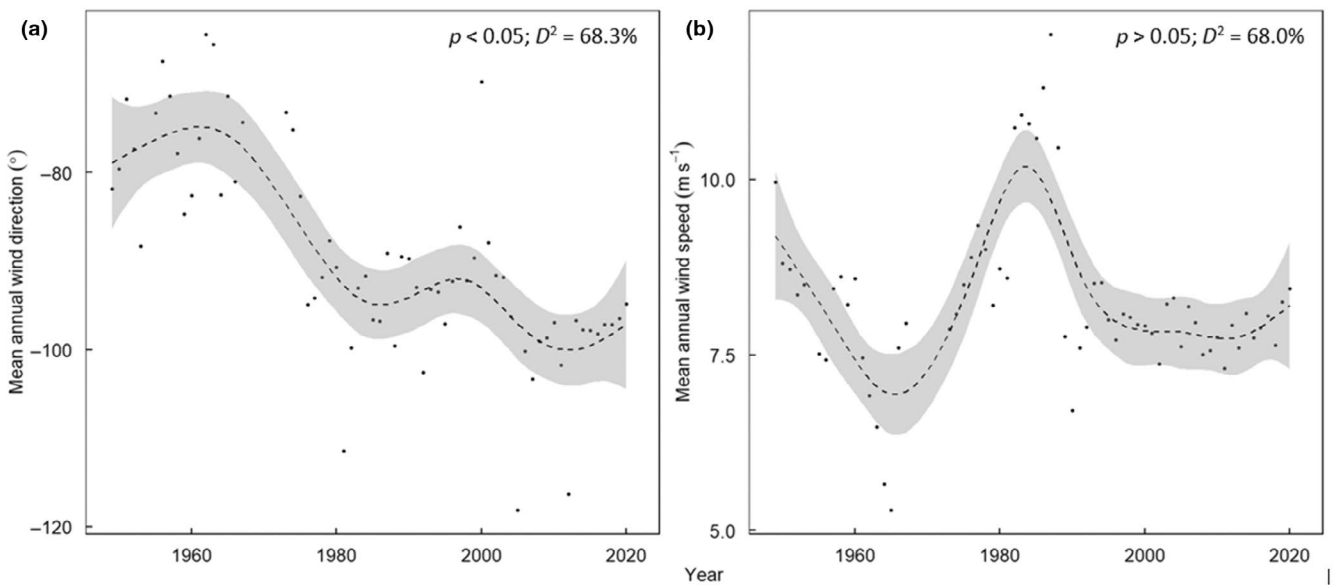 (a)
p < 0.05; D² = 68.3%
Mean annual wind direction (°)
−80
−100
−120
1960
1980
2000
2020
(b)
p > 0.05; D² = 68.0%
Mean annual wind speed (m s⁻¹)
10.0
7.5
5.0
1960
1980
2000
2020
Year